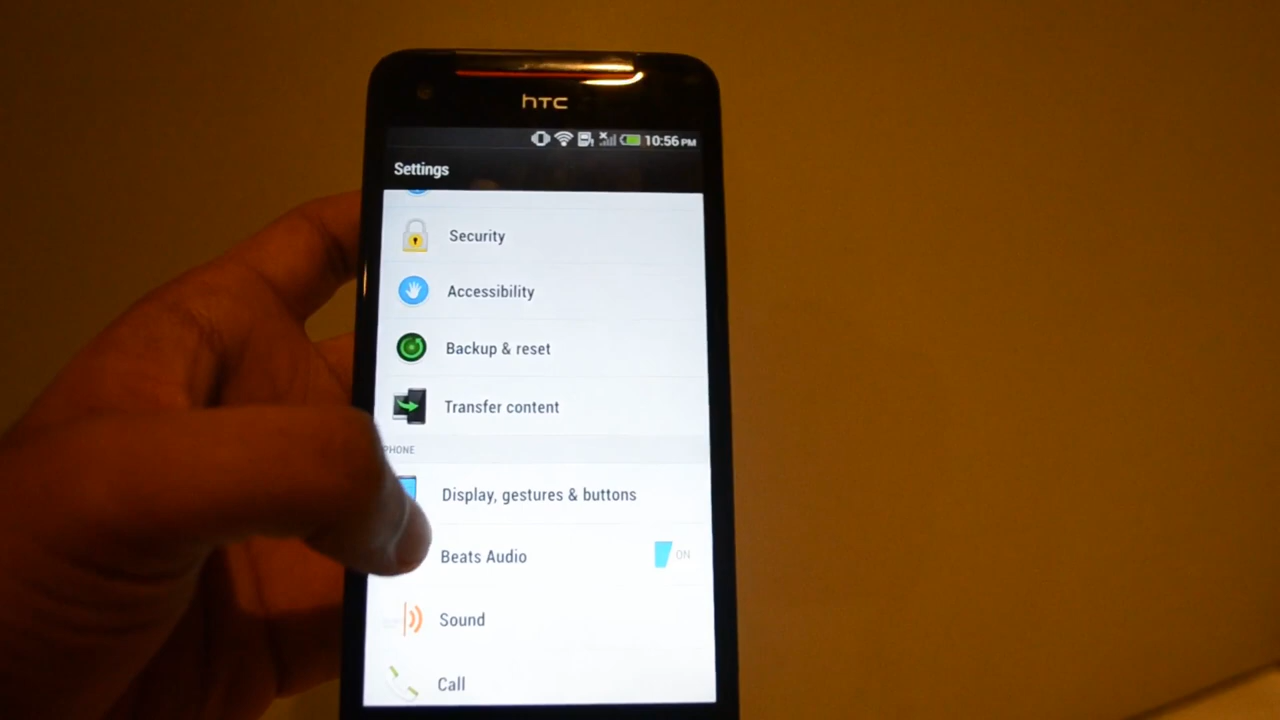 hTC
10:56 PM
Settings
Security
Accessibility
Backup & reset
Transfer content
PHONE
Display, gestures & buttons
Beats Audio ON
Sound
Call